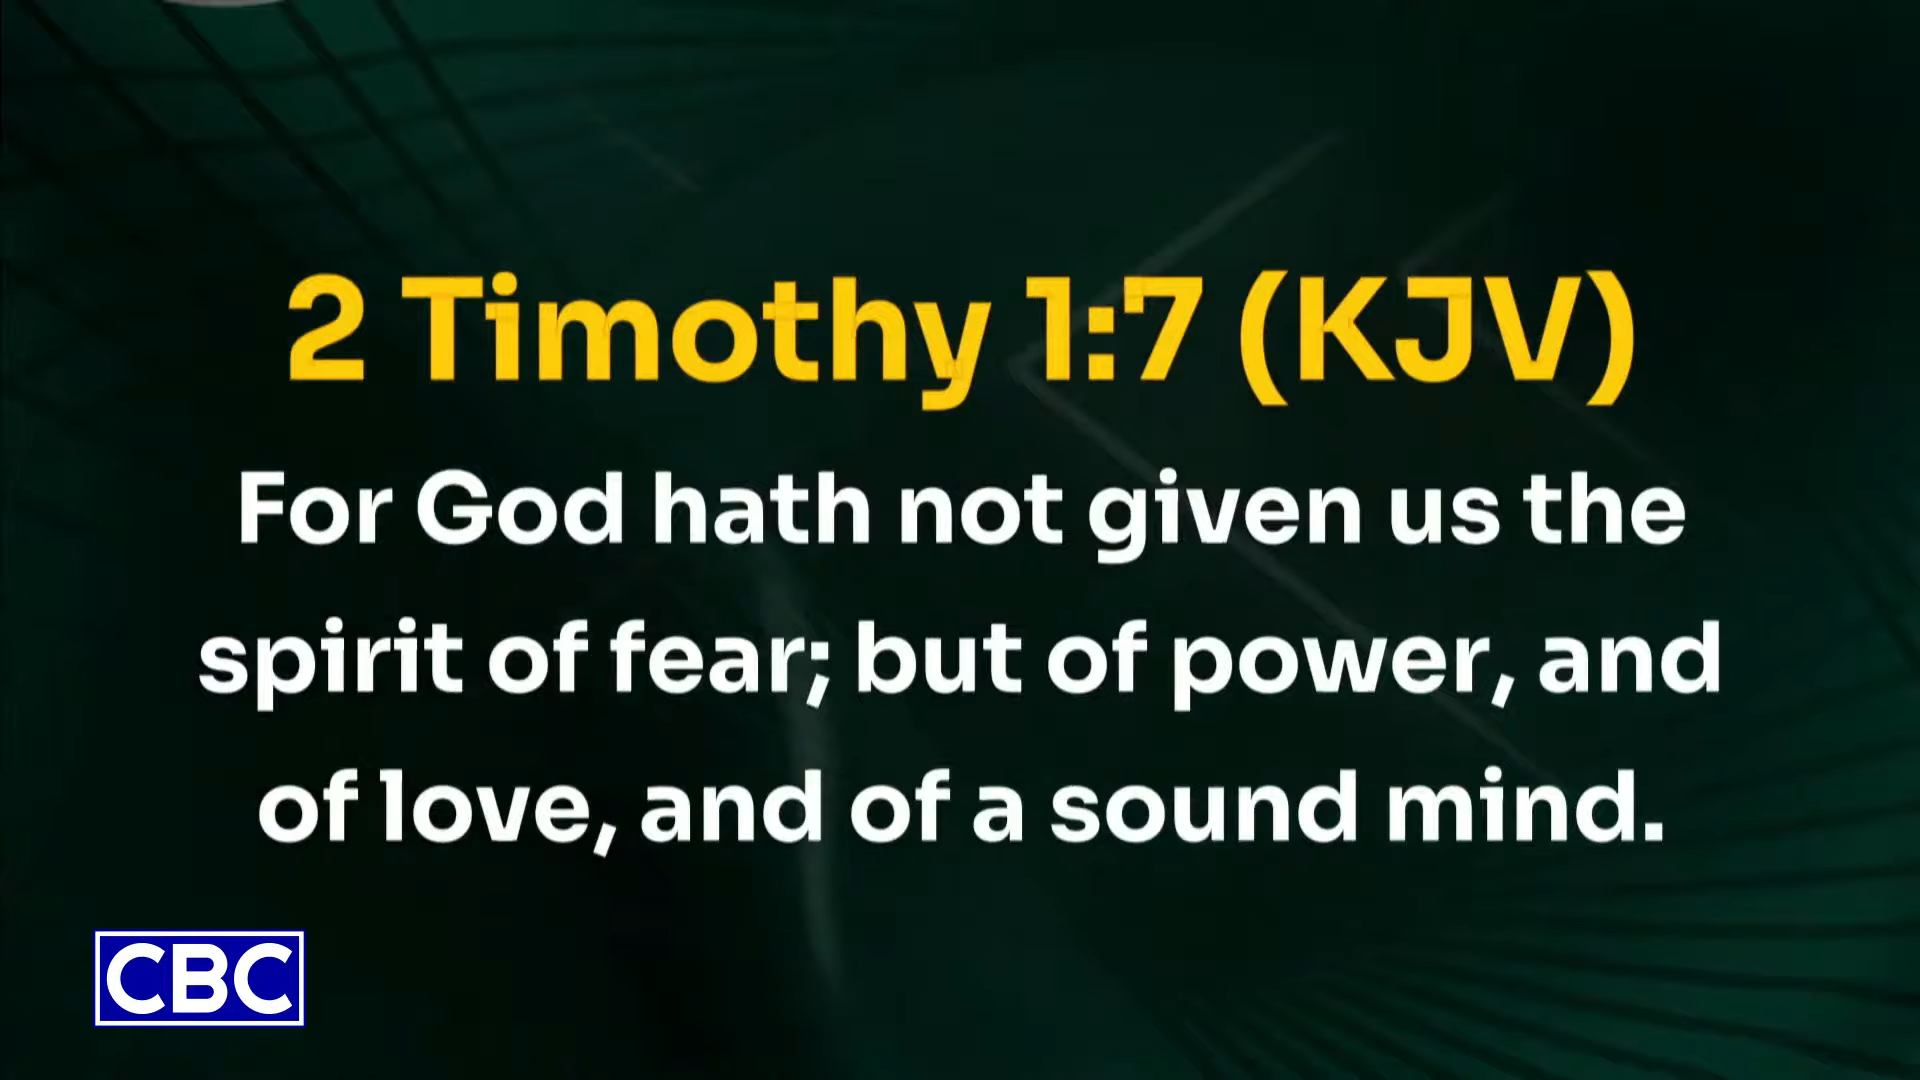 2 Timothy 1:7 (KJV)
For God hath not given us the
spirit of fear; but of power, and
of love, and of a sound mind.
CBC